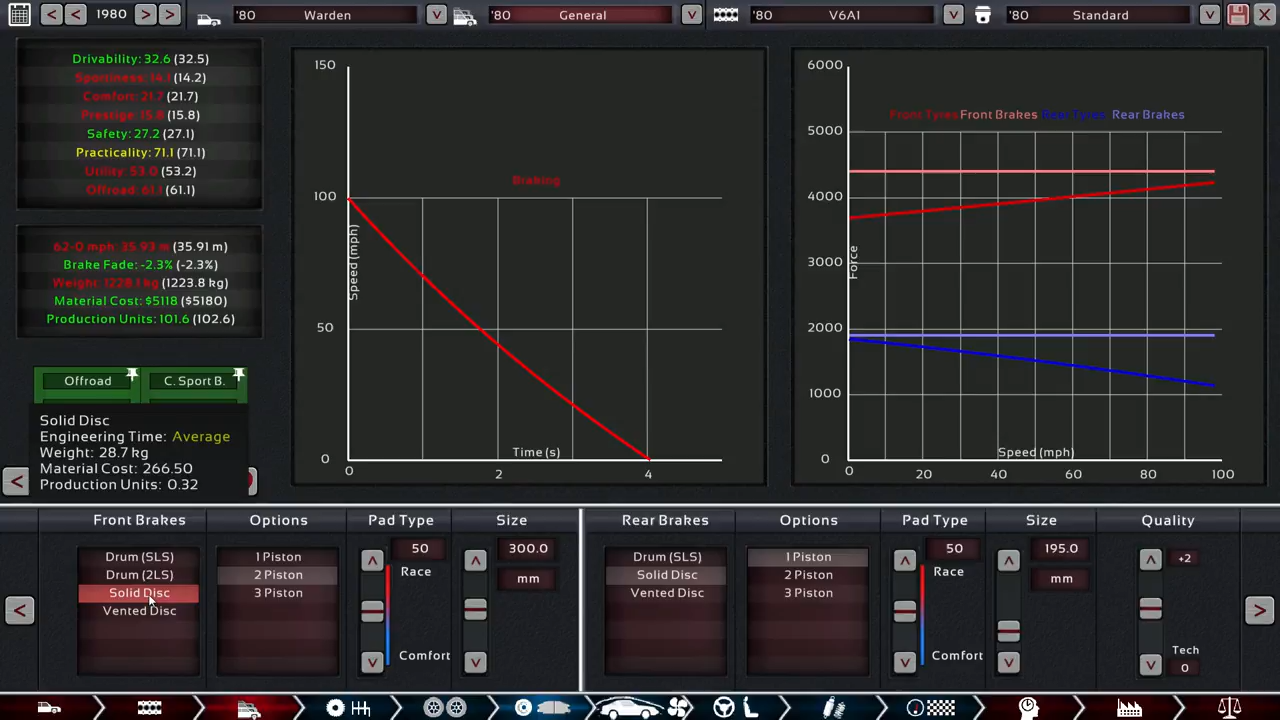 1980 '80 Warden '80 General '80 V6A1 '80 Standard
Drivability: 32.6 (32.5)
Sportiness: 14.1 (14.2)
Comfort: 21.7 (21.7)
Prestige: 15.8 (15.8)
Safety: 27.2 (27.1)
Practicality: 71.1 (71.1)
Utility: 53.0 (53.2)
Offroad: 61.1 (61.1)
62-0 mph: 35.93 m (35.91 m)
Brake Fade: -2.3% (-2.3%)
Weight: 1228.1 kg (1223.8 kg)
Material Cost: $5118 ($5180)
Production Units: 101.6 (102.6)
Offroad C. Sport B.
Solid Disc
Engineering Time: Average
Weight: 28.7 kg
Material Cost: 266.50
Production Units: 0.32
150
100
50
0
Braking
Speed (mph)
Time (s)
0 2 4
6000
5000
4000
3000
2000
1000
0
Front Tyres Front Brakes Rear Tyres Rear Brakes
Force
Speed (mph)
0 20 40 60 80 100
Front Brakes
Drum (SLS)
Drum (2LS)
Solid Disc
Vented Disc
Options
1 Piston
2 Piston
3 Piston
Pad Type
50
Race
Comfort
Size
300.0
mm
Rear Brakes
Drum (SLS)
Solid Disc
Vented Disc
Options
1 Piston
2 Piston
3 Piston
Pad Type
50
Race
Comfort
Size
195.0
mm
Quality
+2
Tech
0